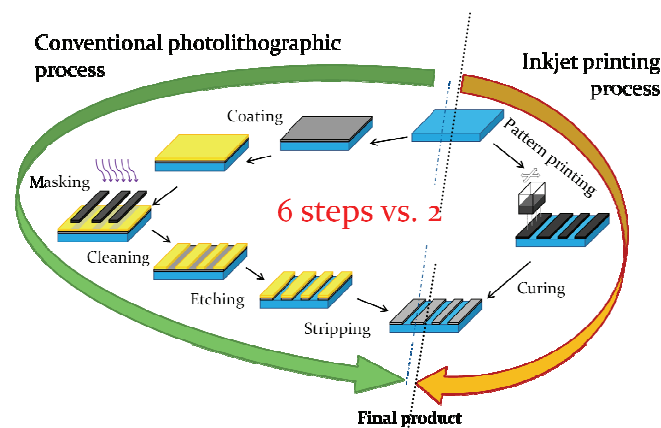 Conventional photolithographic
process
Inkjet printing
process
Coating
Pattern printing
Masking
6 steps vs. 2
Cleaning
Etching
Curing
Stripping
Final product